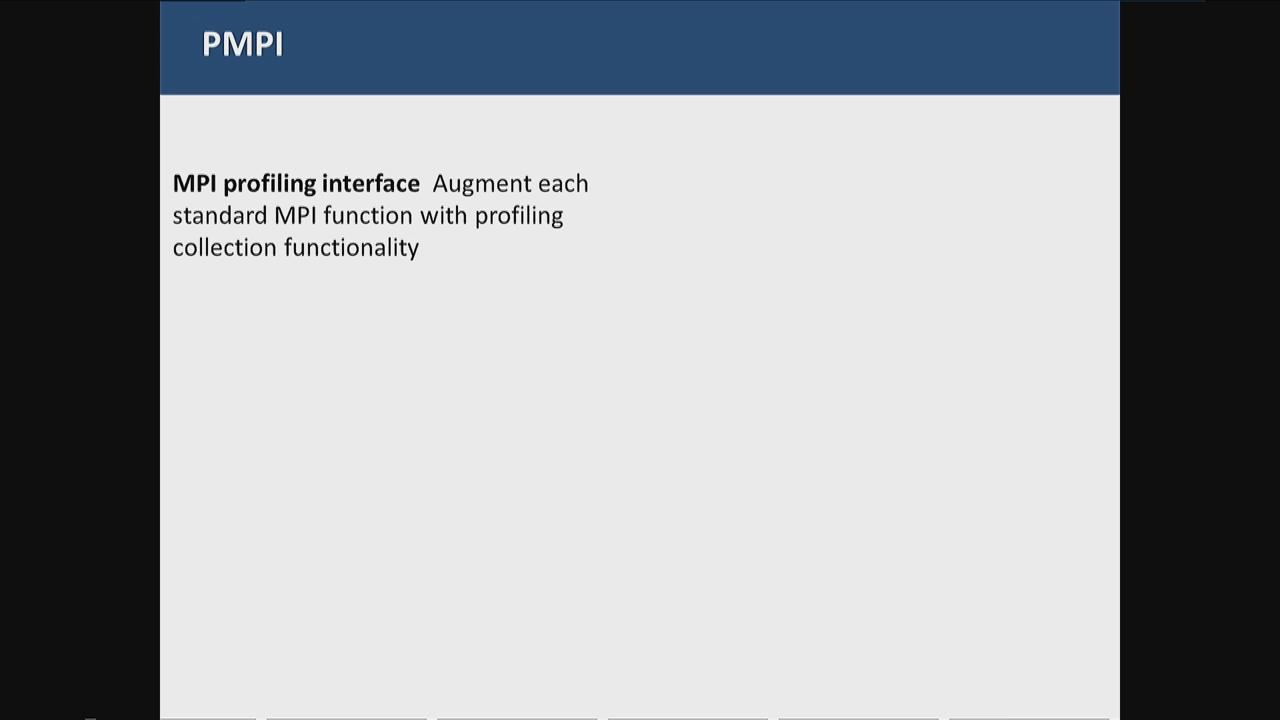 PMPI
MPI profiling interface Augment each
standard MPI function with profiling
collection functionality